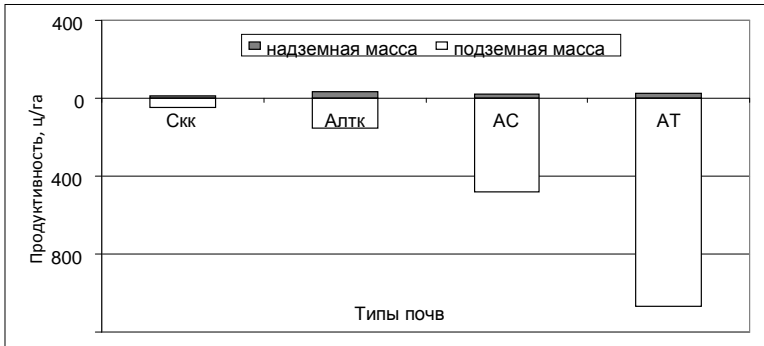 400
надземная масса подземная масса
0
Скк Алтк АС АТ
400
800
Продуктивность, ц/га
Типы почв